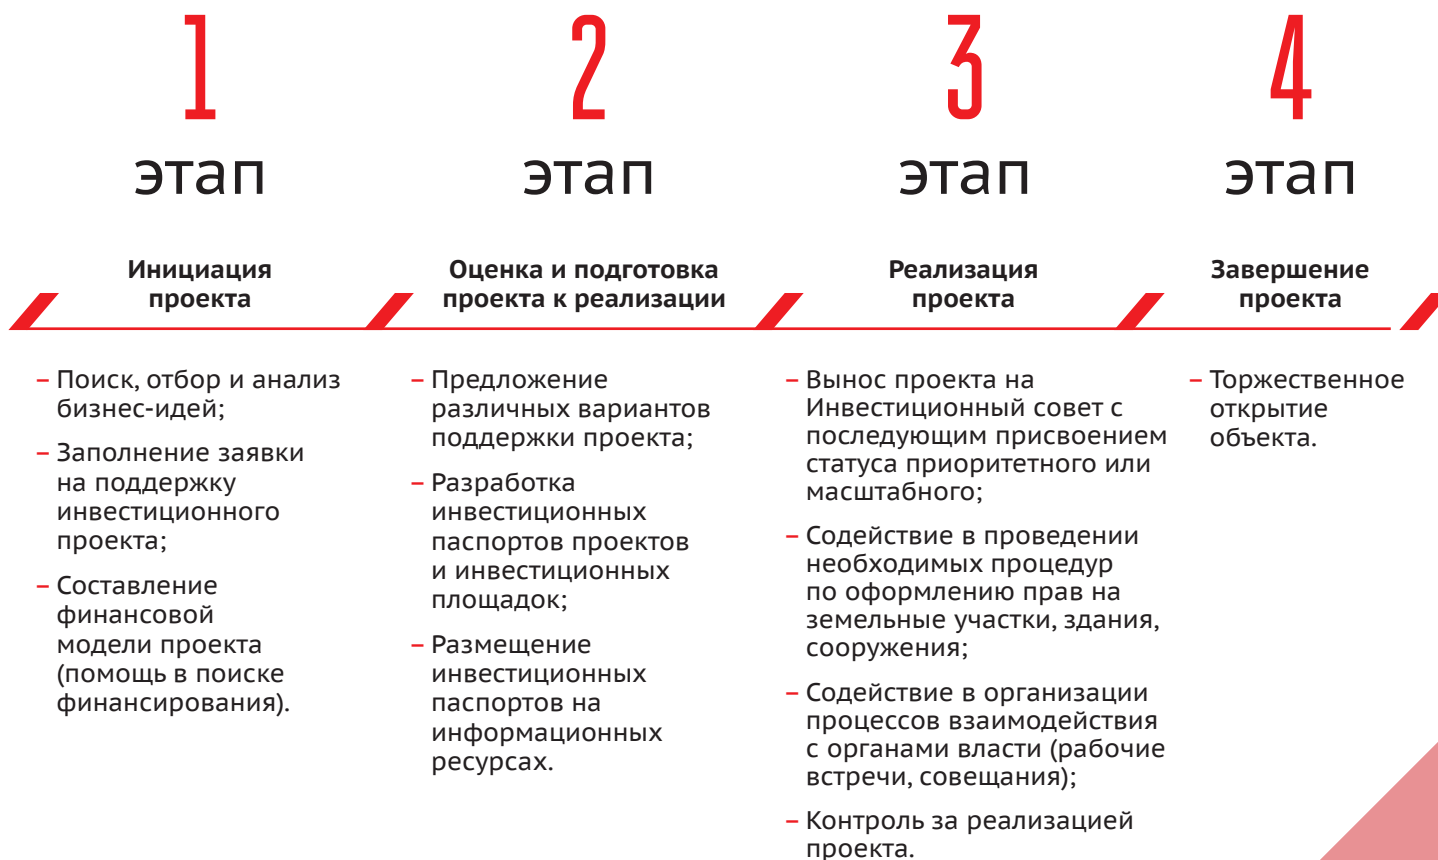 1
этап
Инициация
проекта
– Поиск, отбор и анализ
бизнес-идей;
– Заполнение заявки
на поддержку
инвестиционного
проекта;
– Составление
финансовой
модели проекта
(помощь в поиске
финансирования).
2
этап
Оценка и подготовка
проекта к реализации
– Предложение
различных вариантов
поддержки проекта;
– Разработка
инвестиционных
паспортов проектов
и инвестиционных
площадок;
– Размещение
инвестиционных
паспортов на
информационных
ресурсах.
3
этап
Реализация
проекта
– Вынос проекта на
Инвестиционный совет с
последующим присвоением
статуса приоритетного или
масштабного;
– Содействие в проведении
необходимых процедур
по оформлению прав на
земельные участки, здания,
сооружения;
– Содействие в организации
процессов взаимодействия
с органами власти (рабочие
встречи, совещания);
– Контроль за реализацией
проекта.
4
этап
Завершение
проекта
– Торжественное
открытие
объекта.